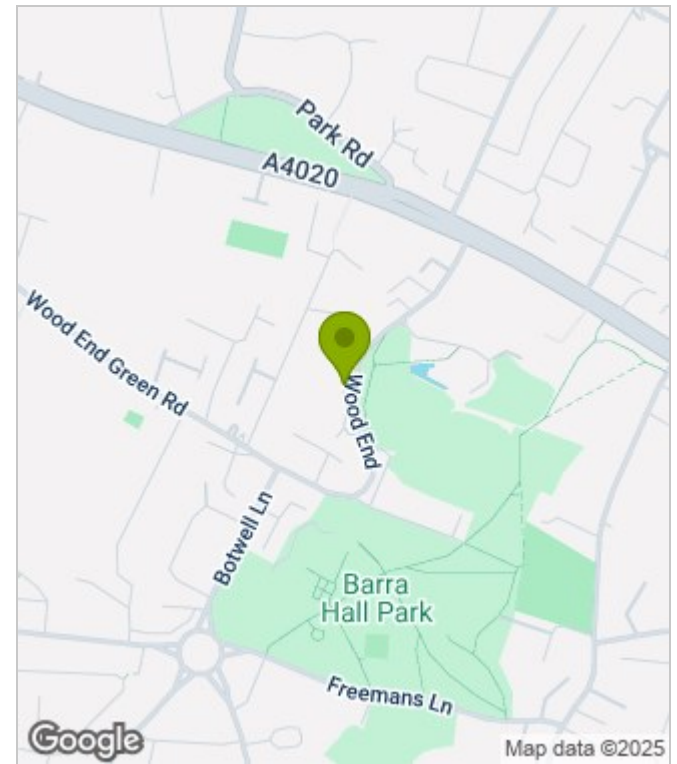 Park Rd
A4020
Wood End Green Rd
Wood End
Botwell Ln
Barra
Hall Park
Freemans Ln
Google
Map data ©2025